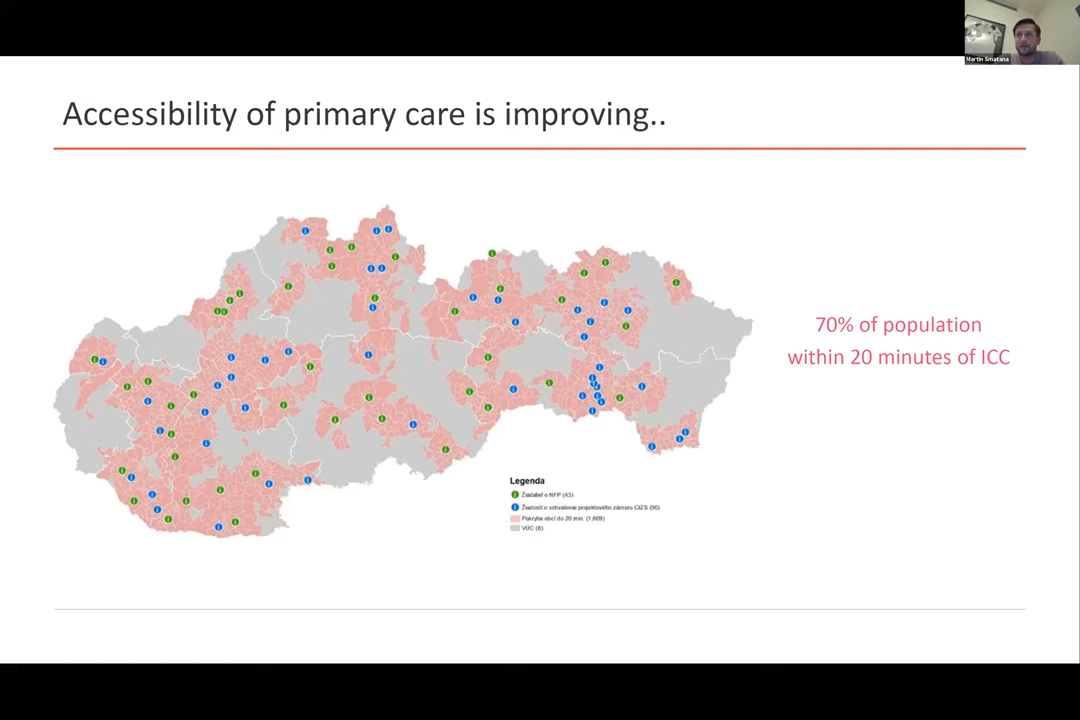 Martin Smatana
Accessibility of primary care is improving..
70% of population
within 20 minutes of ICC
Legenda
Žiadateľ o NFP (43)
Žiadosti o schválenie projektového zámeru CIZS (90)
Pokrytie obcí do 20 min. (1,609)
VÚC (8)